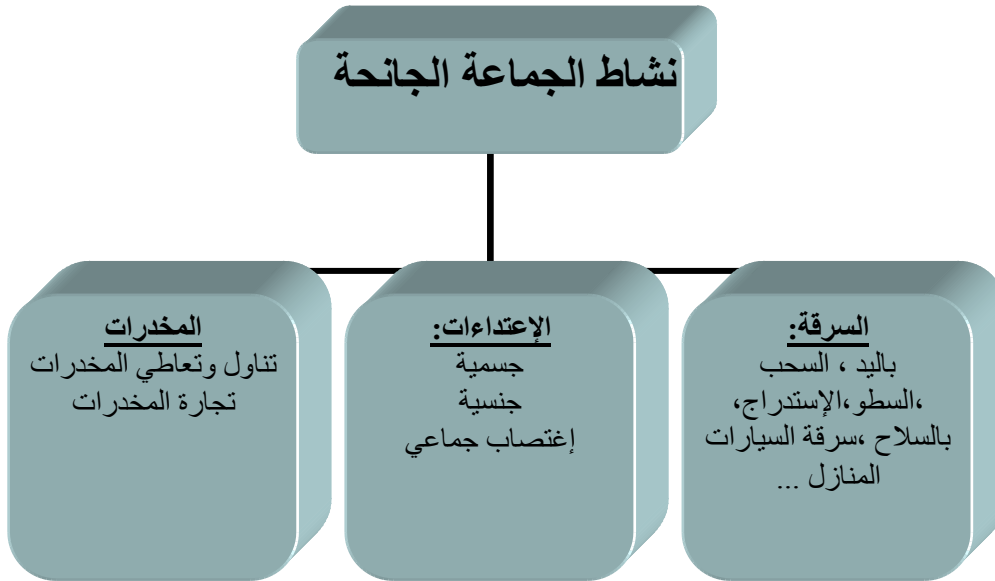 نشاط الجماعة الجانحة
السرقة:
باليد ، السحب
،السطو،الإستدراج،
بالسلاح ،سرقة السيارات
المنازل ...
الإعتداءات:
جسمية
جنسية
إغتصاب جماعي
المخدرات
تناول وتعاطي المخدرات
تجارة المخدرات